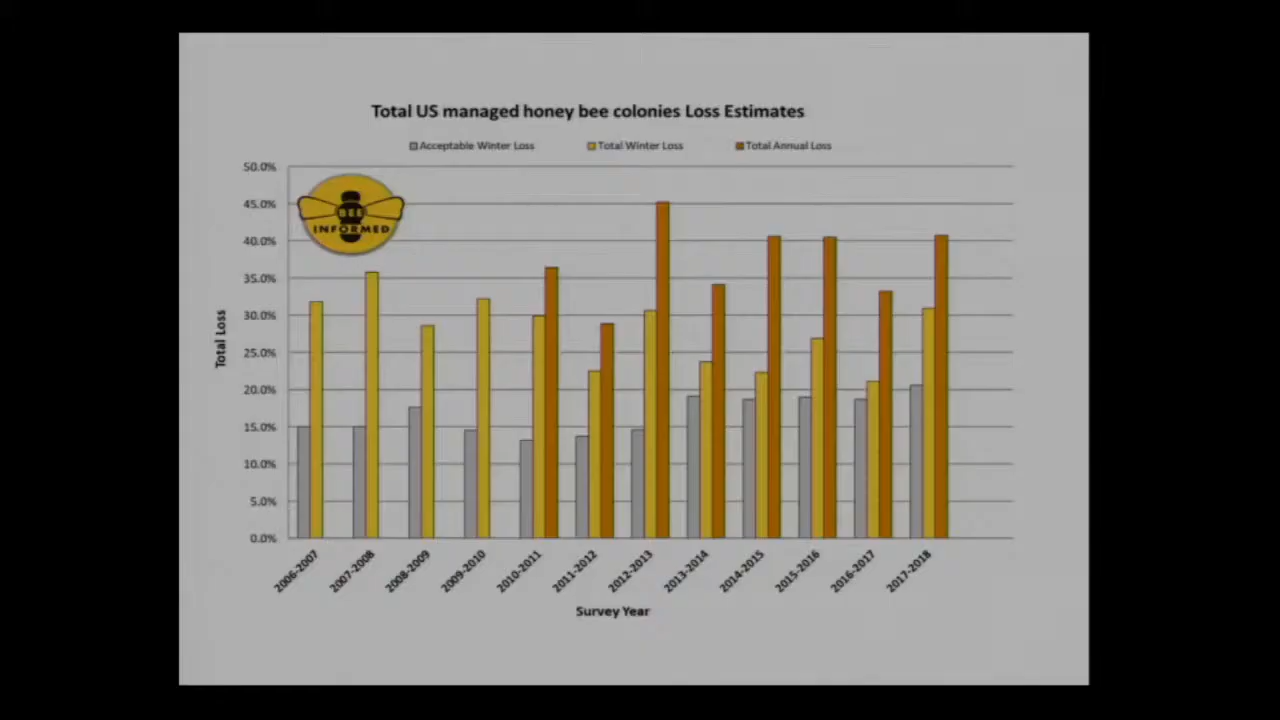 Total US managed honey bee colonies Loss Estimates
Acceptable Winter Loss Total Winter Loss Total Annual Loss
50.0%
45.0%
40.0%
35.0%
30.0%
25.0%
20.0%
15.0%
10.0%
5.0%
0.0%
BEE
INFORMED
Total Loss
2006-2007 2007-2008 2008-2009 2009-2010 2010-2011 2011-2012 2012-2013 2013-2014 2014-2015 2015-2016 2016-2017 2017-2018
Survey Year